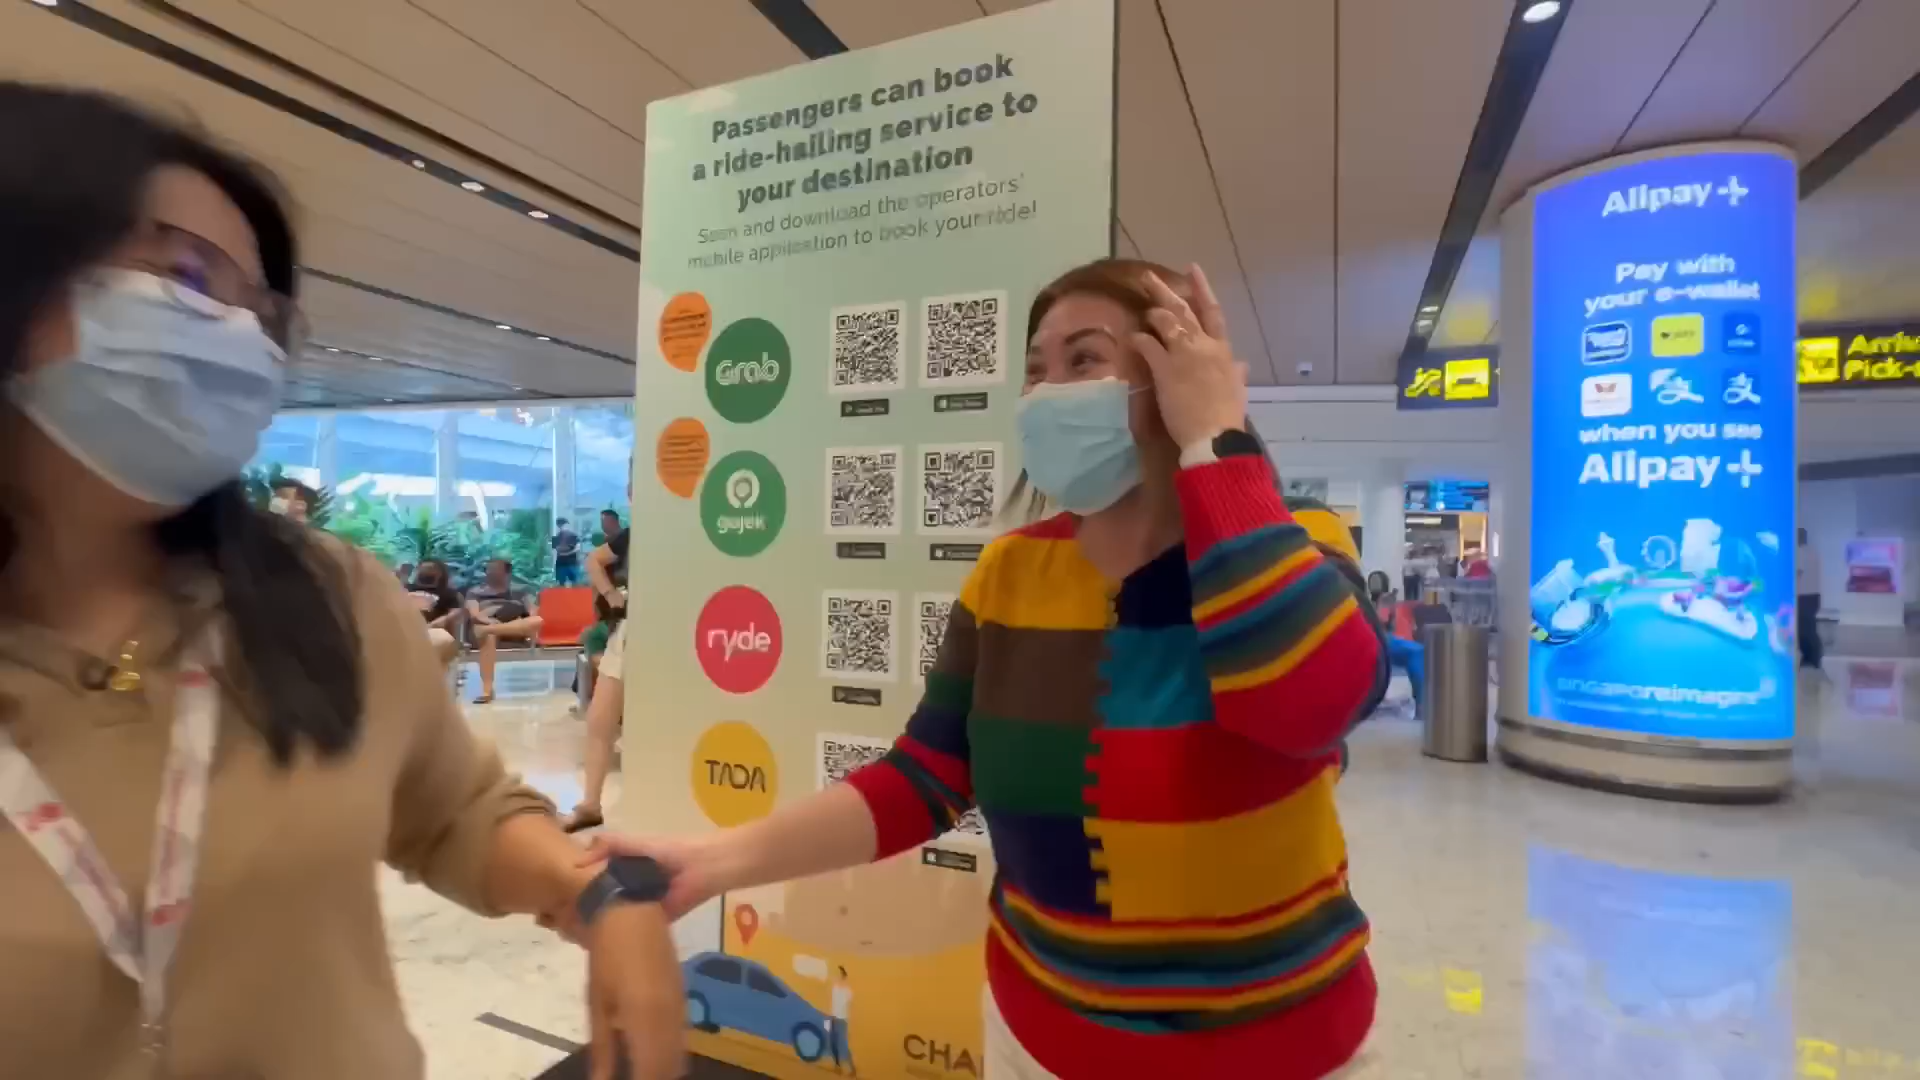 Passengers can book
a ride-hailing service to
your destination
Scan and download the operators'
mobile application to book your ride!
Grab
gojek
ryde
TADA
CHA
Alipay+
Pay with
your e-wallet
when you see
Alipay+
Arriv
Pick-